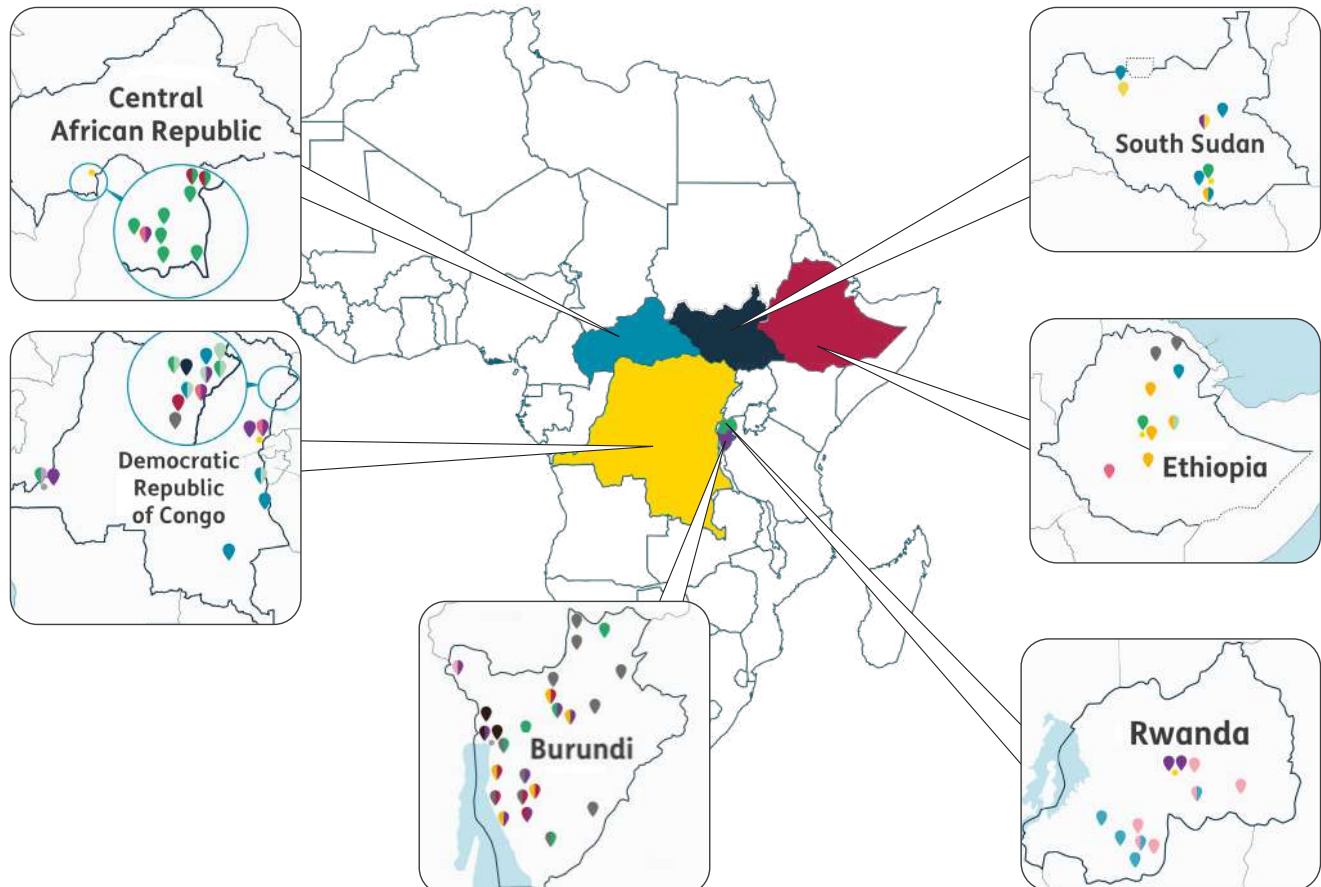 Central
African Republic
South Sudan
Democratic
Republic
of Congo
Ethiopia
Burundi
Rwanda